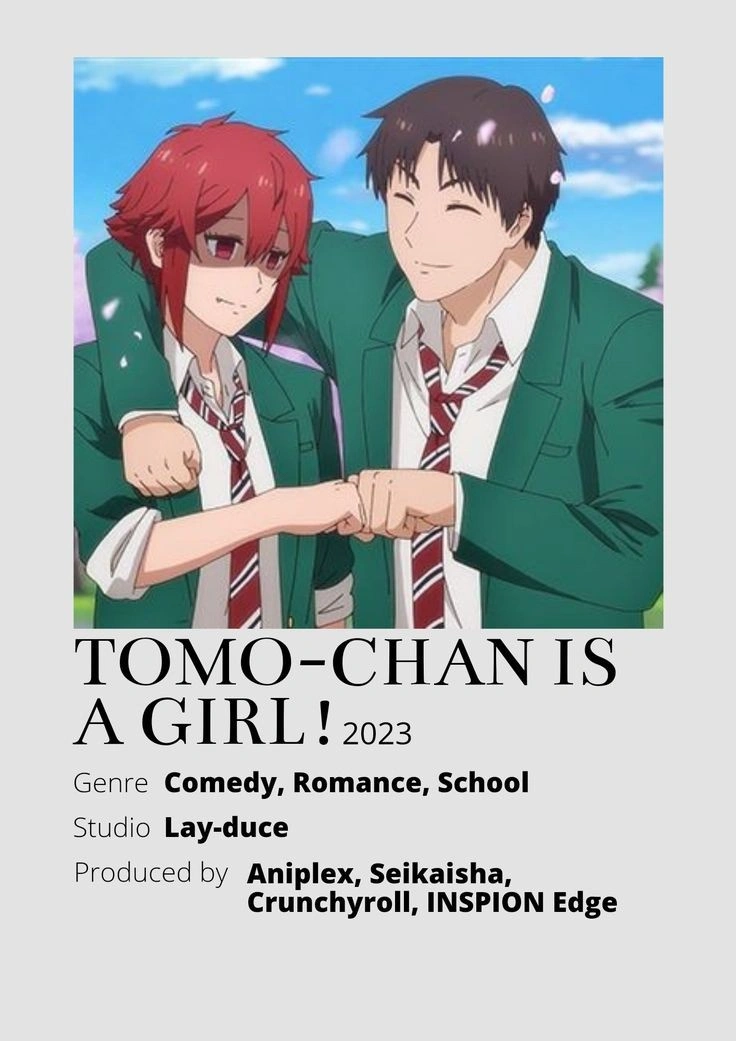 TOMO-CHAN IS
A GIRL! 2023
Genre Comedy, Romance, School
Studio Lay-duce
Produced by Aniplex, Seikaisha,
Crunchyroll, INSPION Edge